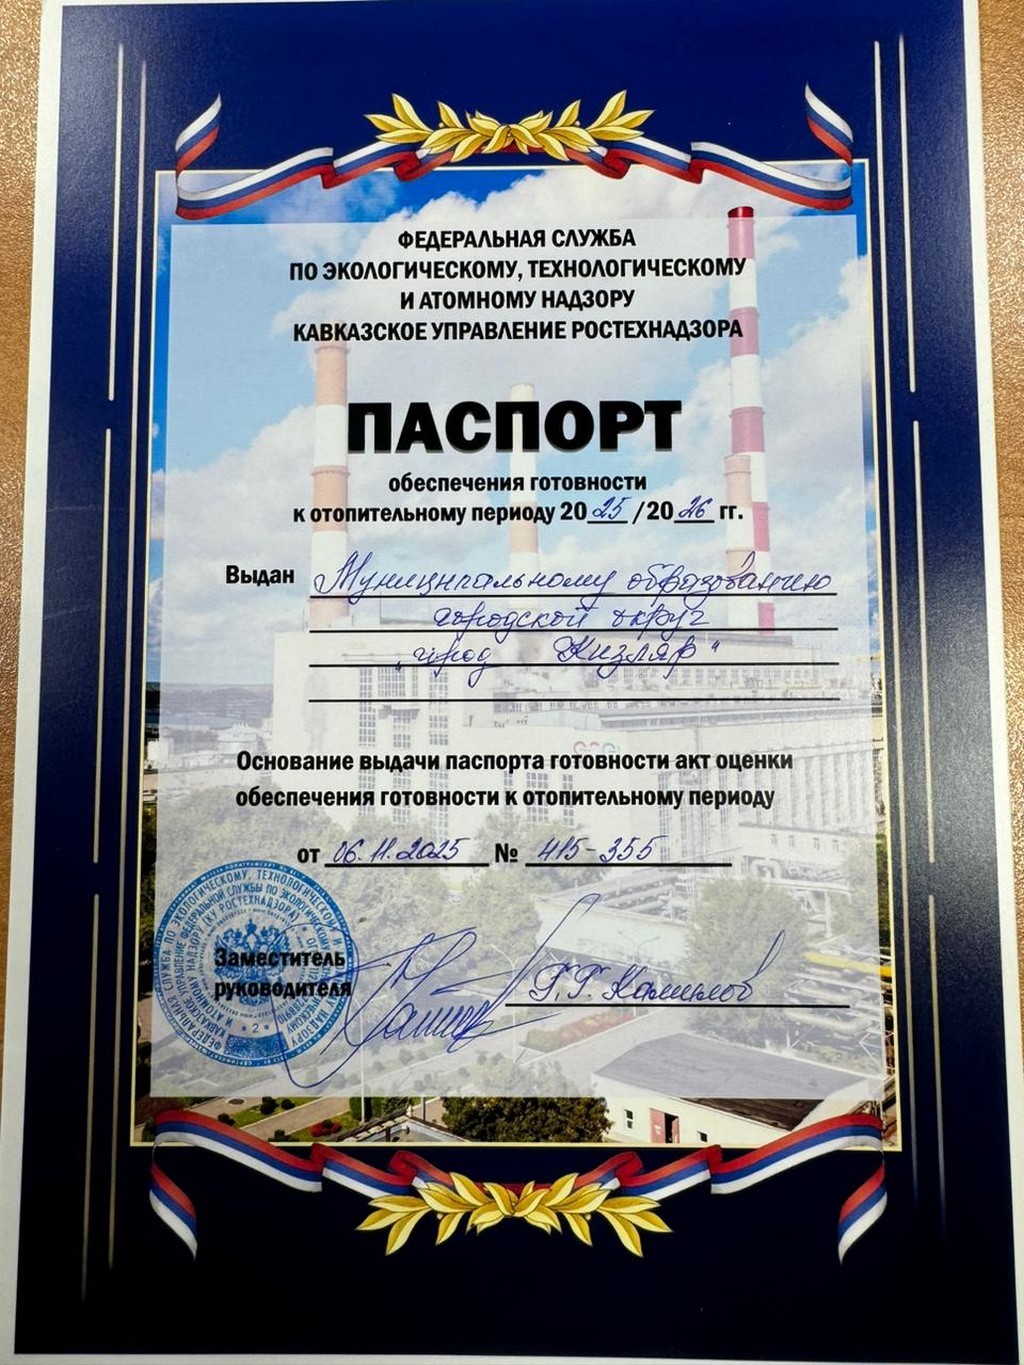 ФЕДЕРАЛЬНАЯ СЛУЖБА
ПО ЭКОЛОГИЧЕСКОМУ, ТЕХНОЛОГИЧЕСКОМУ
И АТОМНОМУ НАДЗОРУ
КАВКАЗСКОЕ УПРАВЛЕНИЕ РОСТЕХНАДЗОРА
ПАСПОРТ
обеспечения готовности
к отопительному периоду 2025/2026 гг.
Выдан Муниципальному образованию
городской округ
"город Кизляр"
Основание выдачи паспорта готовности акт оценки
обеспечения готовности к отопительному периоду
от 06.11.2025 № 415-355
Заместитель
руководителя
Г.Г. Камилов